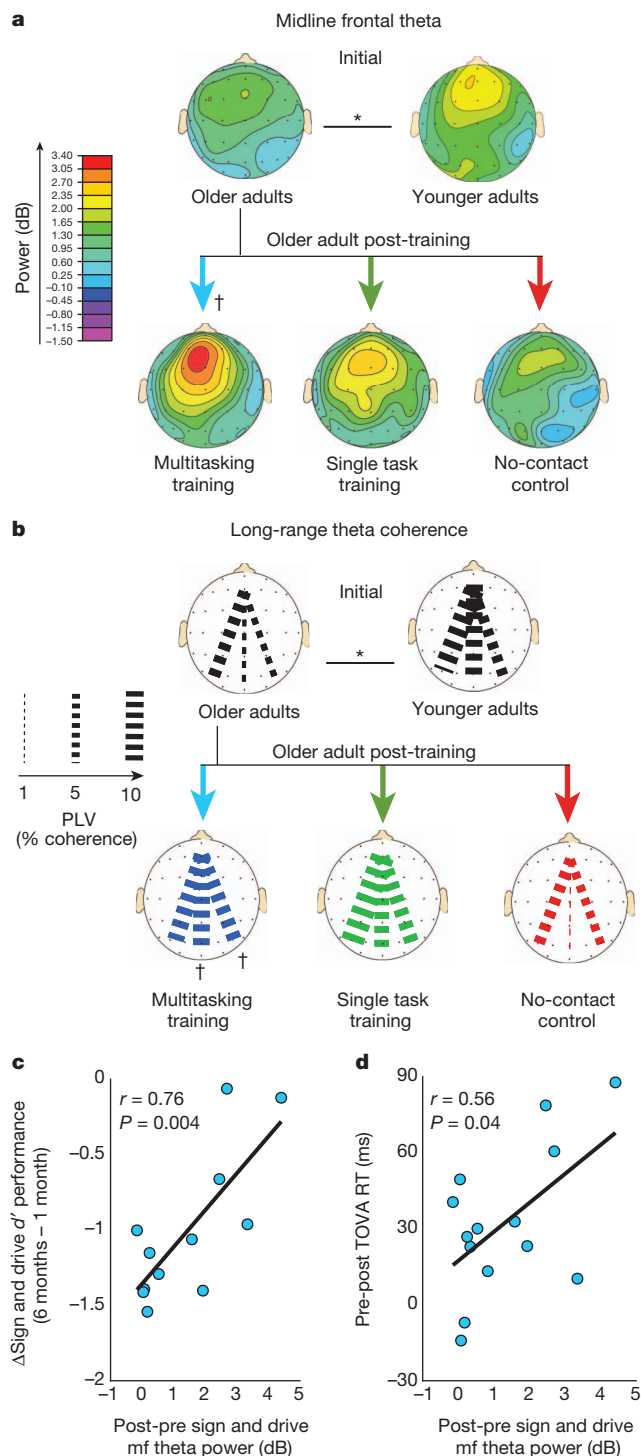 a
Midline frontal theta
Initial
*
Older adults
Younger adults
Power (dB)
3.40
3.05
2.70
2.35
2.00
1.65
1.30
0.95
0.60
0.25
−0.10
−0.45
−0.80
−1.15
−1.50
Older adult post-training
†
Multitasking
training
Single task
training
No-contact
control
b
Long-range theta coherence
Initial
*
Older adults
Younger adults
1 5 10
PLV
(% coherence)
Older adult post-training
† †
Multitasking
training
Single task
training
No-contact
control
c
r = 0.76
P = 0.004
0
−0.5
−1
−1.5
−2
ΔSign and drive d′ performance
(6 months – 1 month)
−1 0 1 2 3 4 5
Post-pre sign and drive
mf theta power (dB)
d
r = 0.56
P = 0.04
90
60
30
0
−30
Pre-post TOVA RT (ms)
−1 0 1 2 3 4 5
Post-pre sign and drive
mf theta power (dB)